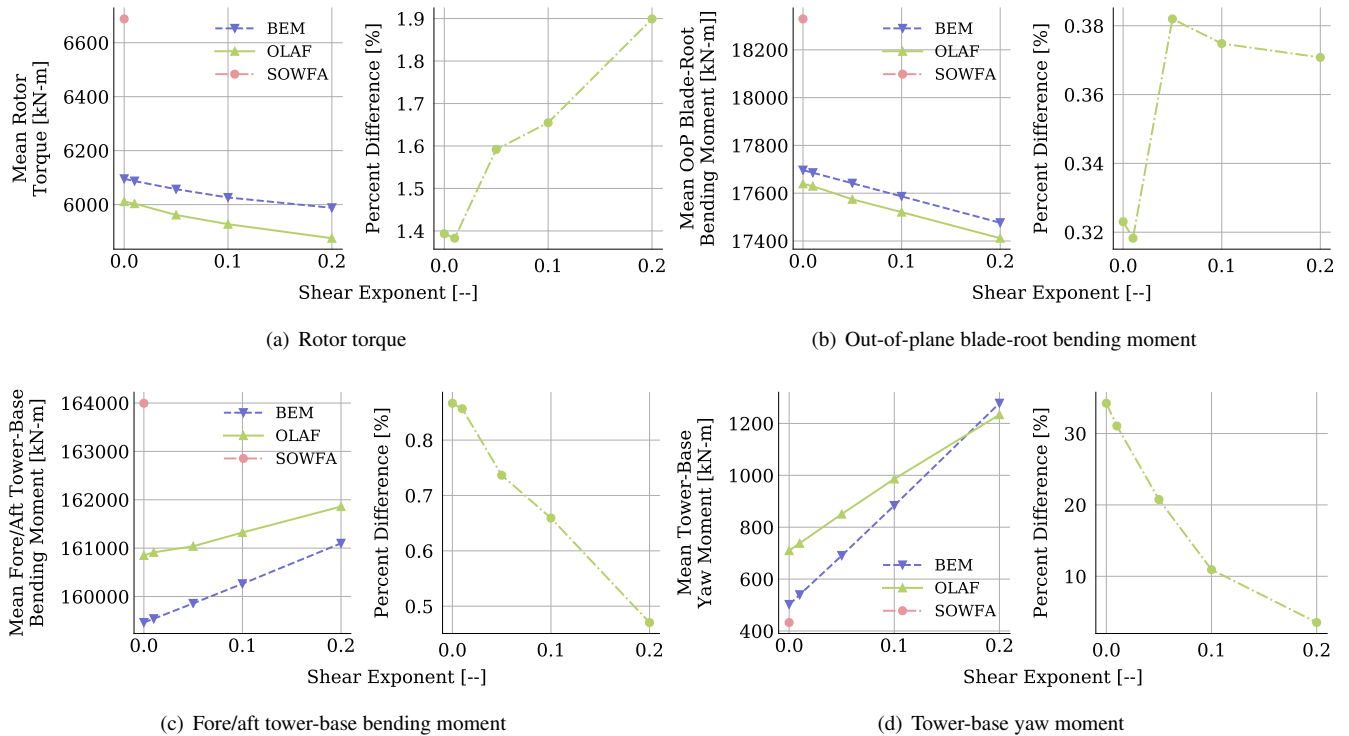 Mean Rotor
Torque [kN-m]
6600
6400
6200
6000
BEM
OLAF
SOWFA
0.0 0.1 0.2
Percent Difference [%]
1.9
1.8
1.7
1.6
1.5
1.4
0.0 0.1 0.2
Shear Exponent [--]
(a) Rotor torque
Mean OoP Blade-Root
Bending Moment [kN-m]]
18200
18000
17800
17600
17400
BEM
OLAF
SOWFA
0.0 0.1 0.2
Percent Difference [%]
0.38
0.36
0.34
0.32
0.0 0.1 0.2
Shear Exponent [--]
(b) Out-of-plane blade-root bending moment
Mean Fore/Aft Tower-Base
Bending Moment [kN-m]
164000
163000
162000
161000
160000
BEM
OLAF
SOWFA
0.0 0.1 0.2
Percent Difference [%]
0.8
0.7
0.6
0.5
0.0 0.1 0.2
Shear Exponent [--]
(c) Fore/aft tower-base bending moment
Mean Tower-Base
Yaw Moment [kN-m]
1200
1000
800
600
400
BEM
OLAF
SOWFA
0.0 0.1 0.2
Percent Difference [%]
30
20
10
0.0 0.1 0.2
Shear Exponent [--]
(d) Tower-base yaw moment